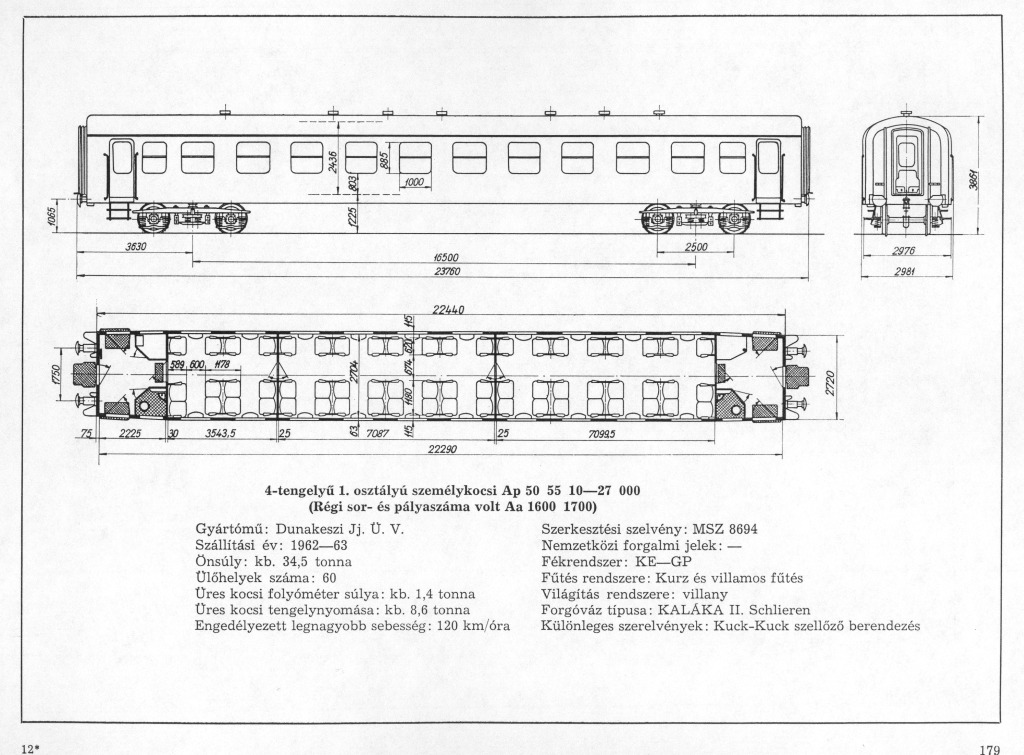 2436
885
803
1000
1225
1065
3861
3630
2500
16500
23760
2976
2981
22440
115
620
589 600 1178
674
2704
1750
2720
1180
75 2225 30 3543,5 25 63 7087 115 25 7099,5
22290
4-tengelyű 1. osztályú személykocsi Ap 50 55 10—27 000
(Régi sor- és pályaszáma volt Aa 1600 1700)
Gyártómű: Dunakeszi Jj. Ü. V.
Szállítási év: 1962—63
Önsúly: kb. 34,5 tonna
Ülőhelyek száma: 60
Üres kocsi folyóméter súlya: kb. 1,4 tonna
Üres kocsi tengelynyomása: kb. 8,6 tonna
Engedélyezett legnagyobb sebesség: 120 km/óra
Szerkesztési szelvény: MSZ 8694
Nemzetközi forgalmi jelek: —
Fékrendszer: KE—GP
Fűtés rendszere: Kurz és villamos fűtés
Világítás rendszere: villany
Forgóváz típusa: KALÁKA II. Schlieren
Különleges szerelvények: Kuck-Kuck szellőző berendezés
12*
179